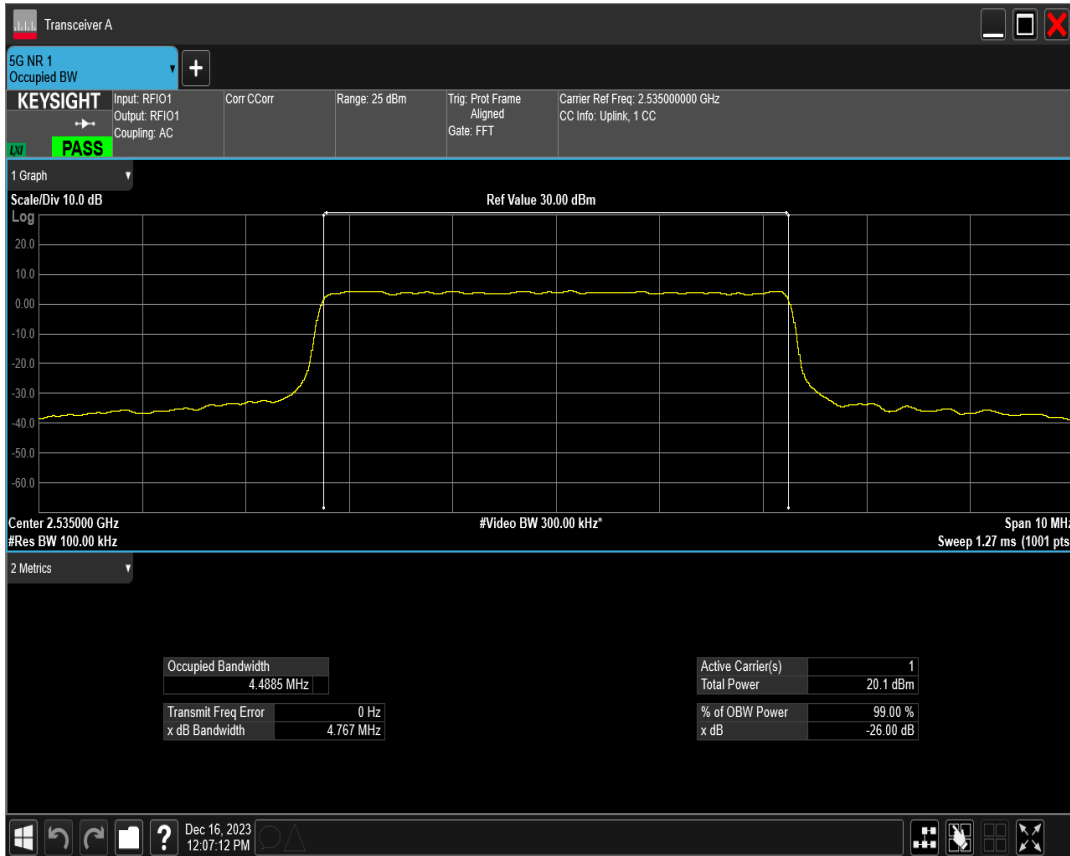 Transceiver A
5G NR 1
Occupied BW
KEYSIGHT
LXI
PASS
Input: RFIO1
Output: RFIO1
Coupling: AC
Corr CCorr
Range: 25 dBm
Trig: Prot Frame
Aligned
Gate: FFT
Carrier Ref Freq: 2.535000000 GHz
CC Info: Uplink, 1 CC
1 Graph
Scale/Div 10.0 dB
Ref Value 30.00 dBm
Log
20.0
10.0
0.00
-10.0
-20.0
-30.0
-40.0
-50.0
-60.0
Center 2.535000 GHz
#Video BW 300.00 kHz*
Span 10 MHz
#Res BW 100.00 kHz
Sweep 1.27 ms (1001 pts
2 Metrics
Occupied Bandwidth
4.4885 MHz
Transmit Freq Error 0 Hz
x dB Bandwidth 4.767 MHz
Active Carrier(s) 1
Total Power 20.1 dBm
% of OBW Power 99.00 %
x dB -26.00 dB
?
Dec 16, 2023
12:07:12 PM